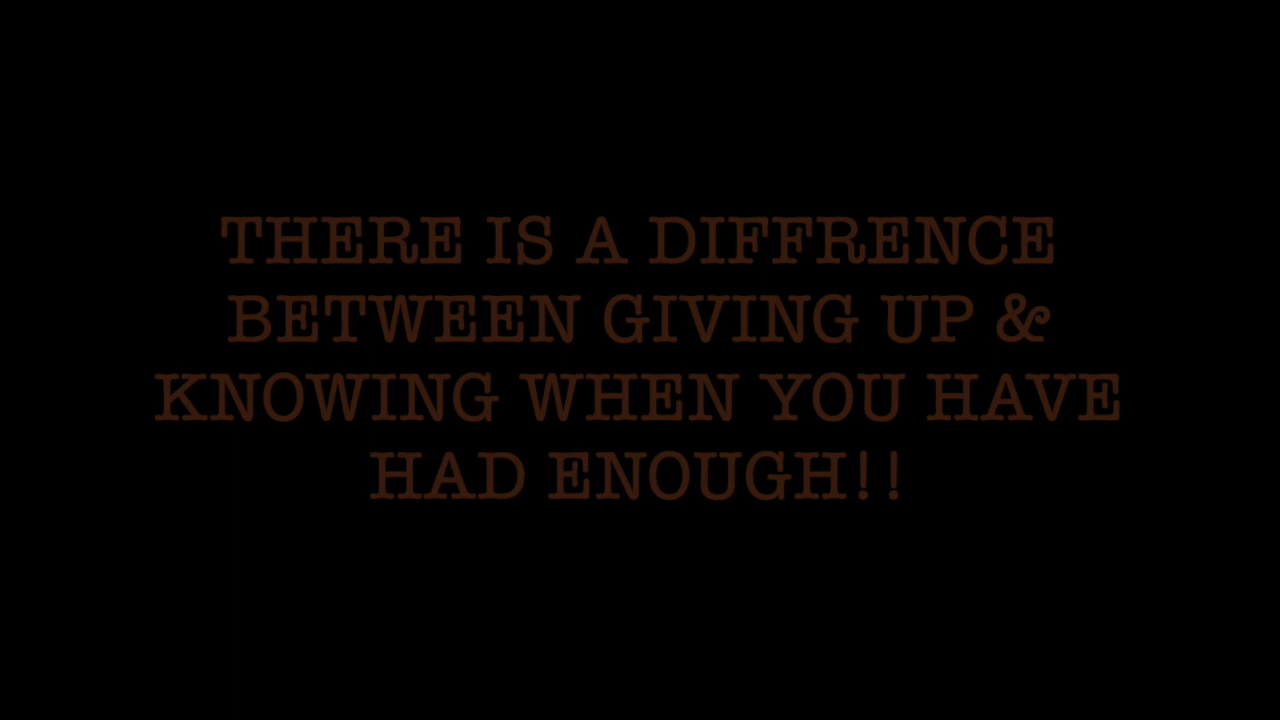 THERE IS A DIFFRENCE
BETWEEN GIVING UP &
KNOWING WHEN YOU HAVE
HAD ENOUGH!!